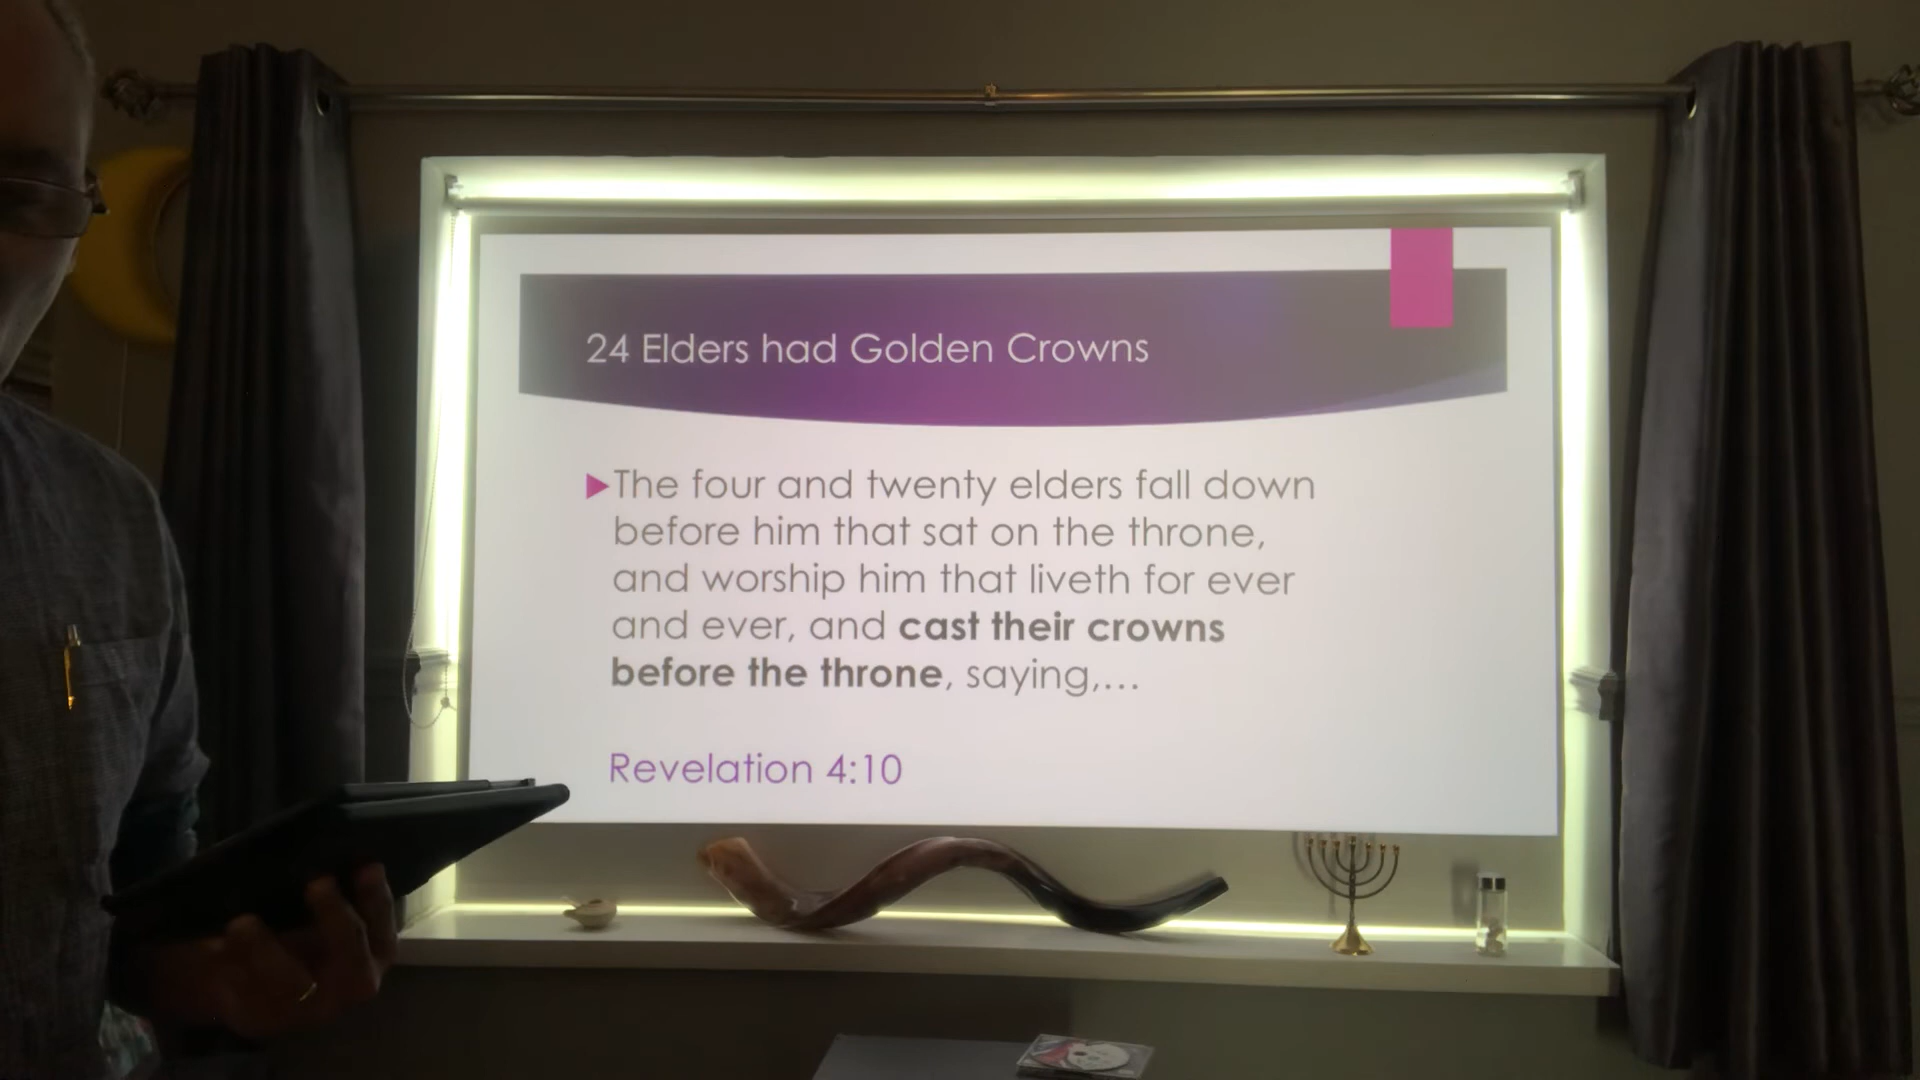 24 Elders had Golden Crowns
The four and twenty elders fall down
before him that sat on the throne,
and worship him that liveth for ever
and ever, and cast their crowns
before the throne, saying,...
Revelation 4:10